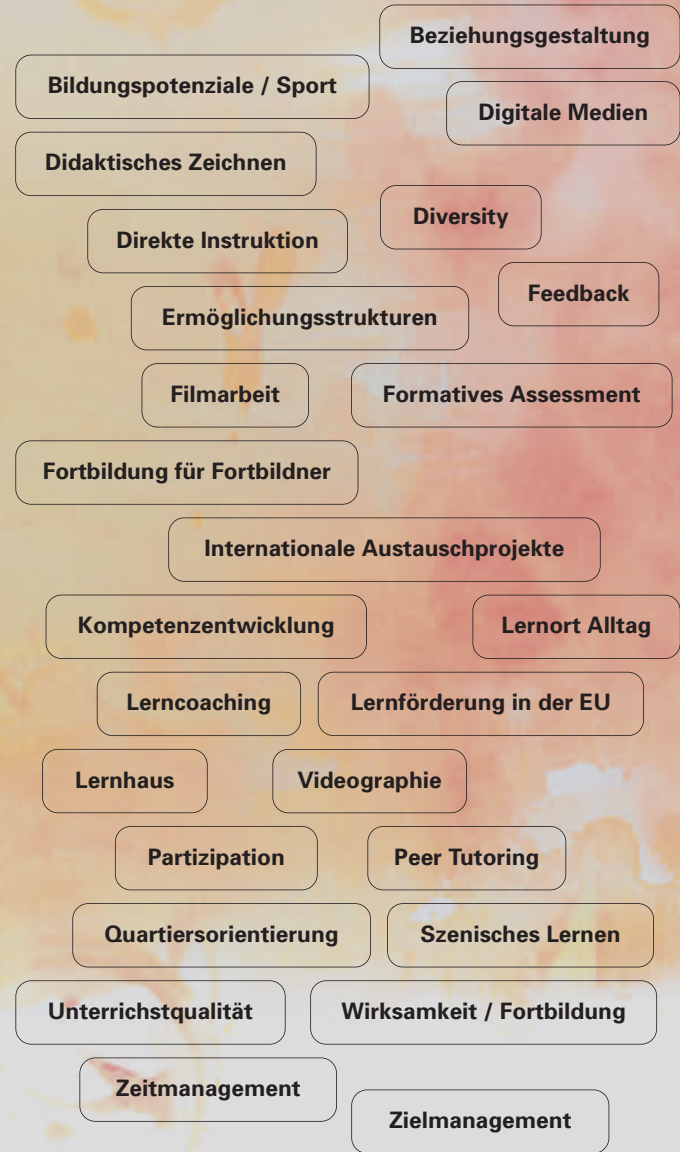 Beziehungsgestaltung
Bildungspotenziale / Sport
Digitale Medien
Didaktisches Zeichnen
Diversity
Direkte Instruktion
Feedback
Ermöglichungsstrukturen
Filmarbeit
Formatives Assessment
Fortbildung für Fortbildner
Internationale Austauschprojekte
Kompetenzentwicklung
Lernort Alltag
Lerncoaching
Lernförderung in der EU
Lernhaus
Videographie
Partizipation
Peer Tutoring
Quartiersorientierung
Szenisches Lernen
Unterrichstqualität
Wirksamkeit / Fortbildung
Zeitmanagement
Zielmanagement